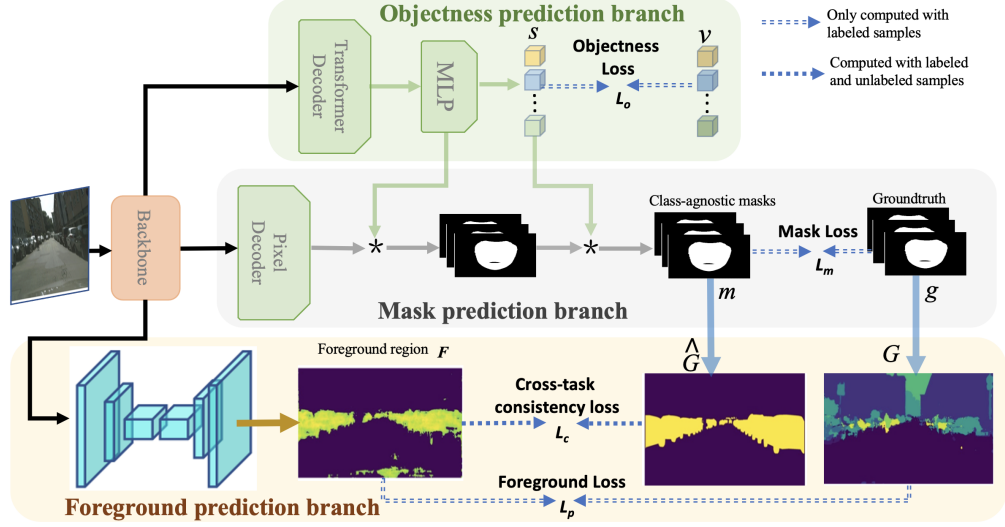 Objectness prediction branch
Only computed with
labeled samples
Computed with labeled
and unlabeled samples
Transformer
Decoder
MLP
s
Objectness
Loss
Lo
v
Backbone
Pixel
Decoder
*
*
Class-agnostic masks
Mask Loss
Lm
Groundtruth
m
g
Mask prediction branch
Foreground region F
Cross-task
consistency loss
Lc
Ĝ
G
Foreground Loss
Lp
Foreground prediction branch